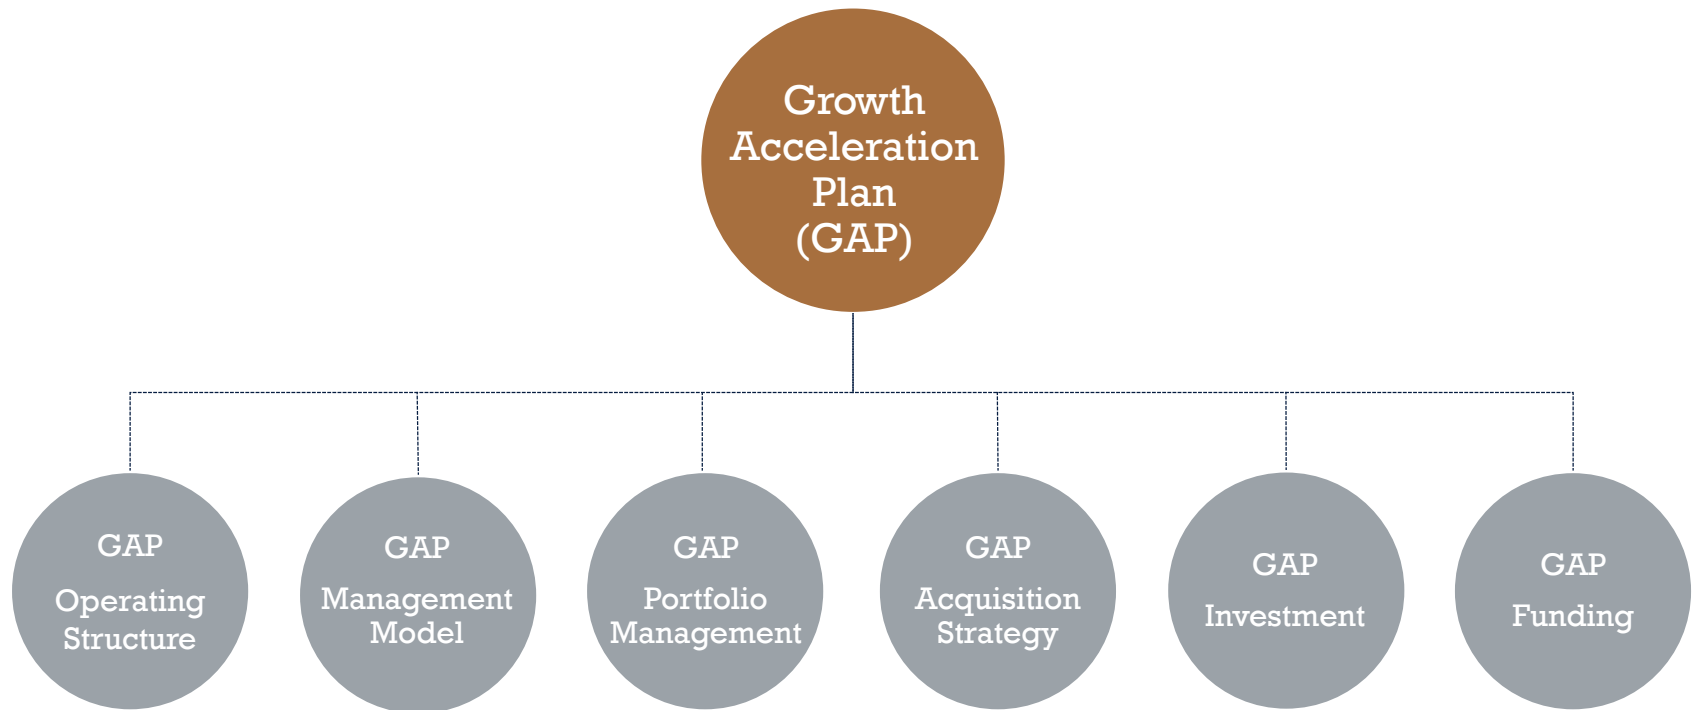 Growth
Acceleration
Plan
(GAP)
GAP
Operating
Structure
GAP
Management
Model
GAP
Portfolio
Management
GAP
Acquisition
Strategy
GAP
Investment
GAP
Funding